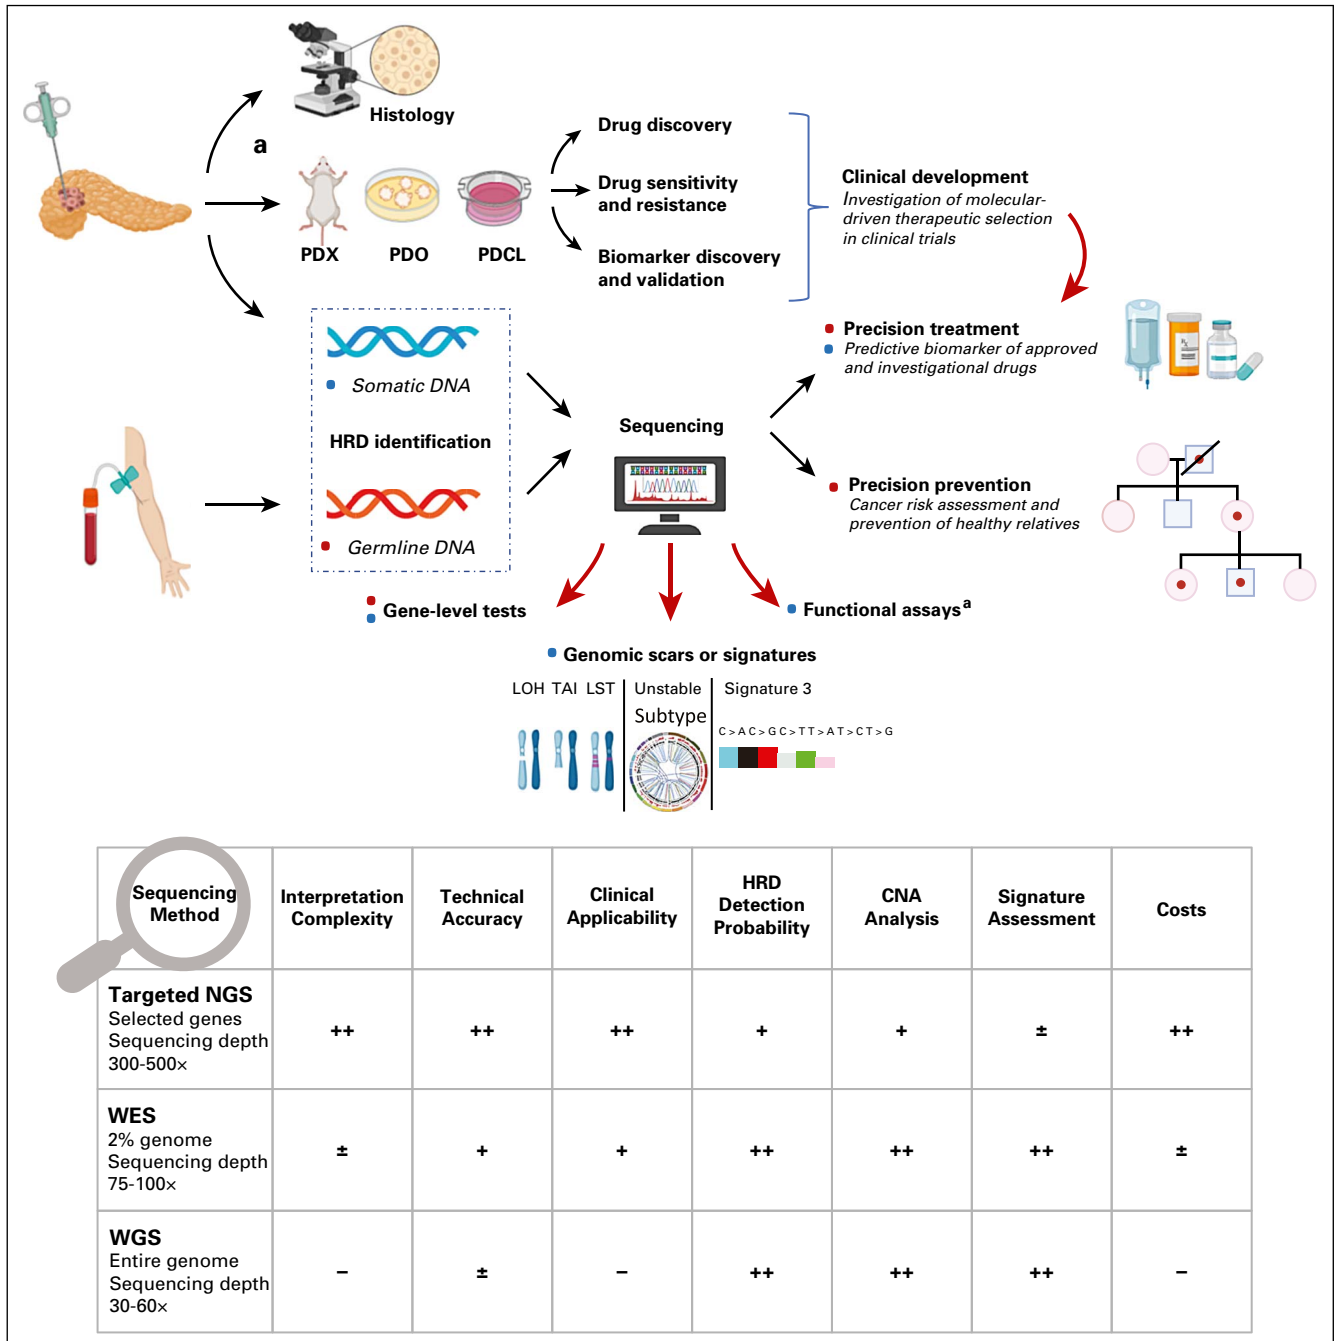 Histology
a
PDX
PDO
PDCL
Drug discovery
Drug sensitivity
and resistance
Biomarker discovery
and validation
Clinical development
Investigation of molecular-
driven therapeutic selection
in clinical trials
Precision treatment
Predictive biomarker of approved
and investigational drugs
Somatic DNA
HRD identification
Germline DNA
Sequencing
Precision prevention
Cancer risk assessment and
prevention of healthy relatives
Gene-level tests
Functional assays a
Genomic scars or signatures
LOH TAI LST
Unstable
Subtype
Signature 3
C>A C>G C>T T>A T>C T>G
Sequencing
Method
Interpretation
Complexity
Technical
Accuracy
Clinical
Applicability
HRD
Detection
Probability
CNA
Analysis
Signature
Assessment
Costs
Targeted NGS
Selected genes
Sequencing depth
300-500×
++ ++ ++ + + ± ++
WES
2% genome
Sequencing depth
75-100×
± + + ++ ++ ++ ±
WGS
Entire genome
Sequencing depth
30-60×
– ± – ++ ++ ++ –